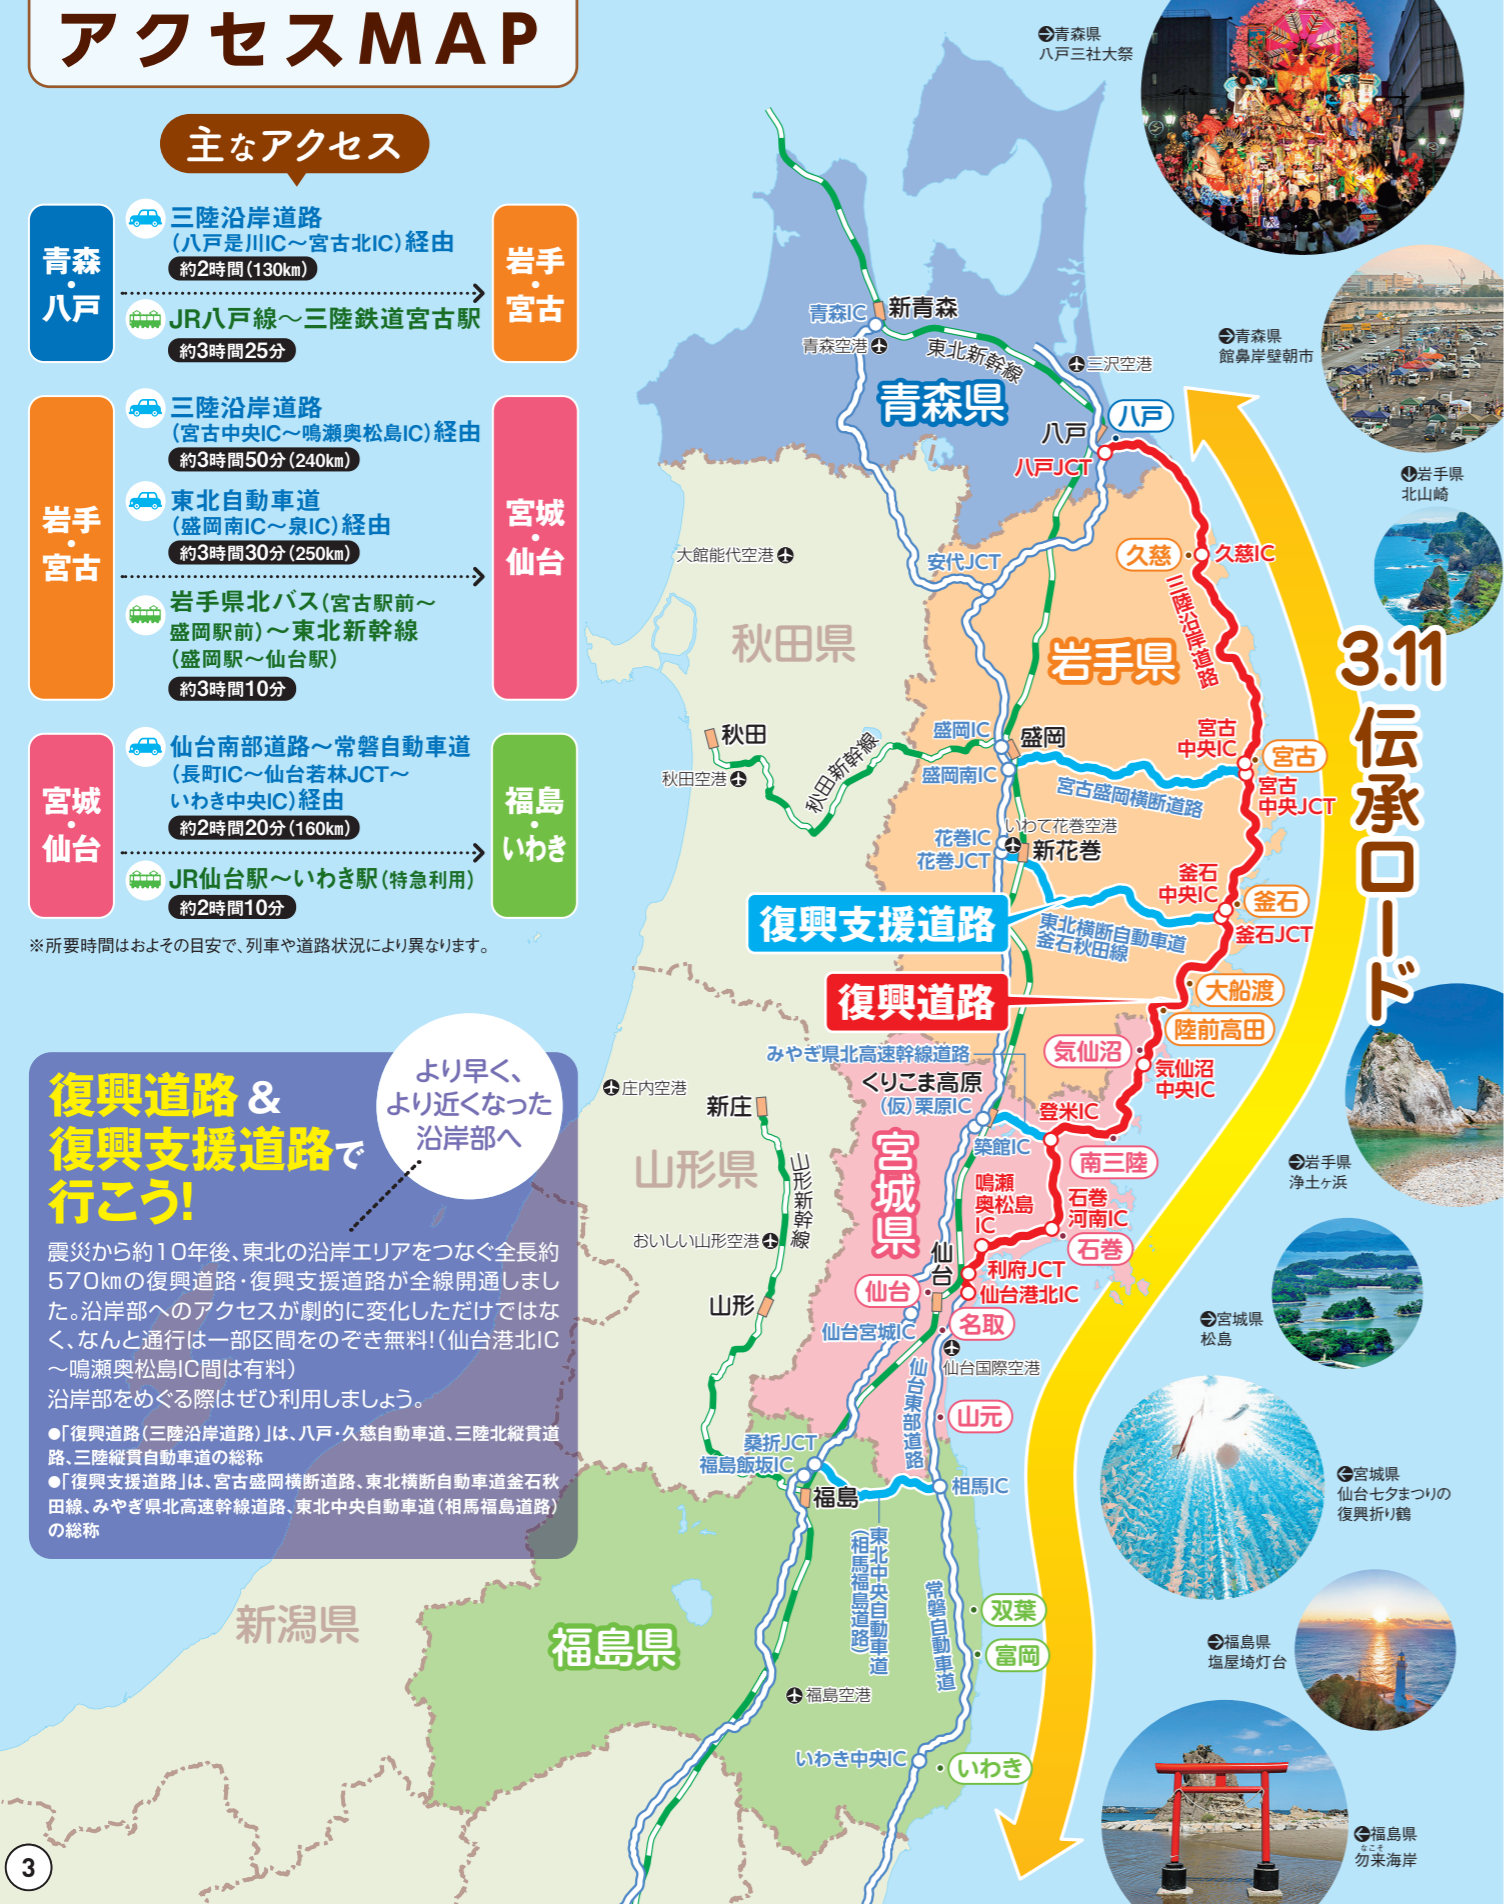 アクセスMAP
主なアクセス
青森・八戸
三陸沿岸道路
（八戸是川IC～宮古北IC）経由
約2時間（130km）
JR八戸線～三陸鉄道宮古駅
約3時間25分
岩手・宮古
岩手・宮古
三陸沿岸道路
（宮古中央IC～鳴瀬奥松島IC）経由
約3時間50分（240km）
東北自動車道
（盛岡南IC～泉IC）経由
約3時間30分（250km）
岩手県北バス（宮古駅前～
盛岡駅前）～東北新幹線
（盛岡駅～仙台駅）
約3時間10分
宮城・仙台
宮城・仙台
仙台南部道路～常磐自動車道
（長町IC～仙台若林JCT～
いわき中央IC）経由
約2時間20分（160km）
JR仙台駅～いわき駅（特急利用）
約2時間10分
福島・いわき
※所要時間はおよその目安で、列車や道路状況により異なります。
より早く、
より近くなった
沿岸部へ
復興道路&
復興支援道路で
行こう!
震災から約10年後、東北の沿岸エリアをつなぐ全長約
570kmの復興道路・復興支援道路が全線開通しまし
た。沿岸部へのアクセスが劇的に変化しただけではな
く、なんと通行は一部区間をのぞき無料!（仙台港北IC
～鳴瀬奥松島IC間は有料）
沿岸部をめぐる際はぜひ利用しましょう。
●「復興道路（三陸沿岸道路）」は、八戸・久慈自動車道、三陸北縦貫道
路、三陸縦貫自動車道の総称
●「復興支援道路」は、宮古盛岡横断道路、東北横断自動車道釜石秋
田線、みやぎ県北高速幹線道路、東北中央自動車道（相馬福島道路）
の総称
青森県
八戸三社大祭
青森県
館鼻岸壁朝市
岩手県
北山崎
3.11伝承ロード
岩手県
浄土ヶ浜
宮城県
松島
宮城県
仙台七夕まつりの
復興折り鶴
福島県
塩屋埼灯台
福島県
なこそ
勿来海岸
青森IC
新青森
青森空港
東北新幹線
三沢空港
青森県
八戸
八戸
八戸JCT
大館能代空港
安代JCT
久慈
久慈IC
三陸沿岸道路
秋田県
岩手県
秋田
秋田空港
秋田新幹線
盛岡IC
盛岡
盛岡南IC
宮古盛岡横断道路
宮古
中央IC
宮古
宮古
中央JCT
いわて花巻空港
花巻IC
花巻JCT
新花巻
釜石
中央IC
釜石
釜石JCT
復興支援道路
東北横断自動車道
釜石秋田線
復興道路
大船渡
陸前高田
みやぎ県北高速幹線道路
気仙沼
気仙沼
中央IC
くりこま高原
（仮）栗原IC
登米IC
築館IC
南三陸
庄内空港
新庄
山形県
山形新幹線
宮城県
鳴瀬
奥松島
IC
石巻
河南IC
石巻
おいしい山形空港
仙台
利府JCT
仙台港北IC
仙台
山形
仙台宮城IC
名取
仙台国際空港
仙台東部道路
山元
桑折JCT
福島飯坂IC
福島
相馬IC
東北中央自動車道
（相馬福島道路）
常磐自動車道
双葉
富岡
新潟県
福島県
福島空港
いわき中央IC
いわき
3